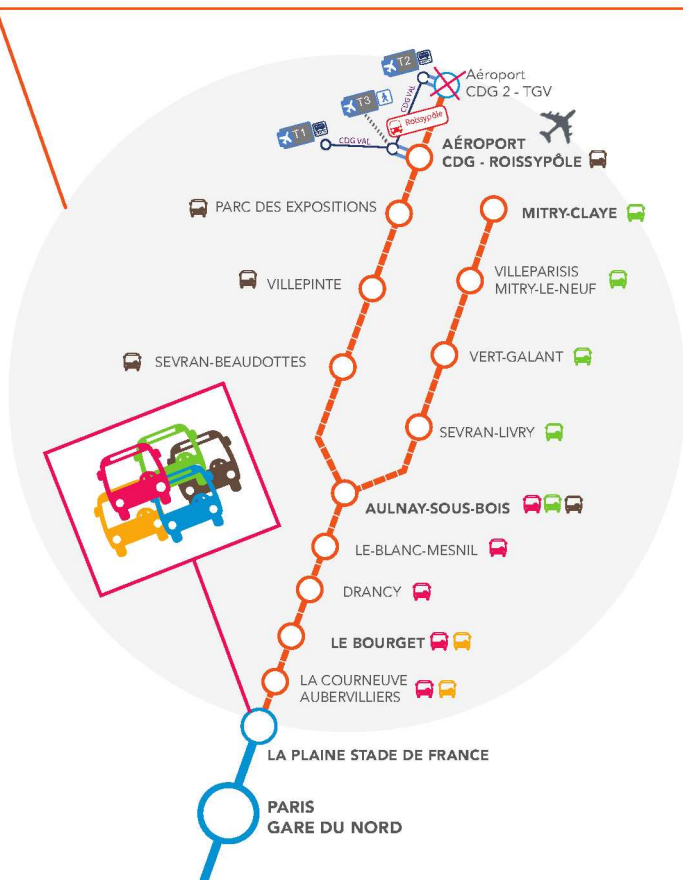 T2
Aéroport
CDG 2 - TGV
T3
CDG VAL
Roissypôle
T1
CDG VAL
AÉROPORT
CDG - ROISSYPÔLE
PARC DES EXPOSITIONS
MITRY-CLAYE
VILLEPINTE
VILLEPARISIS
MITRY-LE-NEUF
SEVRAN-BEAUDOTTES
VERT-GALANT
SEVRAN-LIVRY
AULNAY-SOUS-BOIS
LE-BLANC-MESNIL
DRANCY
LE BOURGET
LA COURNEUVE
AUBERVILLIERS
LA PLAINE STADE DE FRANCE
PARIS
GARE DU NORD